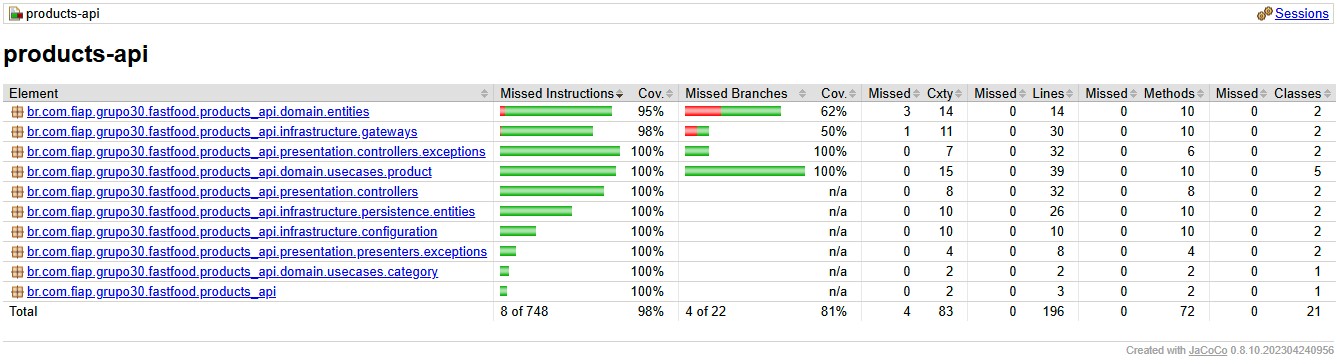 products-api Sessions
products-api
Element Missed Instructions Cov. Missed Branches Cov. Missed Cxty Missed Lines Missed Methods Missed Classes
br.com.fiap.grupo30.fastfood.products_api.domain.entities 95% 62% 3 14 0 14 0 10 0 2
br.com.fiap.grupo30.fastfood.products_api.infrastructure.gateways 98% 50% 1 11 0 30 0 10 0 2
br.com.fiap.grupo30.fastfood.products_api.presentation.controllers.exceptions 100% 100% 0 7 0 32 0 6 0 2
br.com.fiap.grupo30.fastfood.products_api.domain.usecases.product 100% 100% 0 15 0 39 0 10 0 5
br.com.fiap.grupo30.fastfood.products_api.presentation.controllers 100% n/a 0 8 0 32 0 8 0 2
br.com.fiap.grupo30.fastfood.products_api.infrastructure.persistence.entities 100% n/a 0 10 0 26 0 10 0 2
br.com.fiap.grupo30.fastfood.products_api.infrastructure.configuration 100% n/a 0 10 0 10 0 10 0 2
br.com.fiap.grupo30.fastfood.products_api.presentation.presenters.exceptions 100% n/a 0 4 0 8 0 4 0 2
br.com.fiap.grupo30.fastfood.products_api.domain.usecases.category 100% n/a 0 2 0 2 0 2 0 1
br.com.fiap.grupo30.fastfood.products_api 100% n/a 0 2 0 3 0 2 0 1
Total 8 of 748 98% 4 of 22 81% 4 83 0 196 0 72 0 21
Created with JaCoCo 0.8.10.202304240956